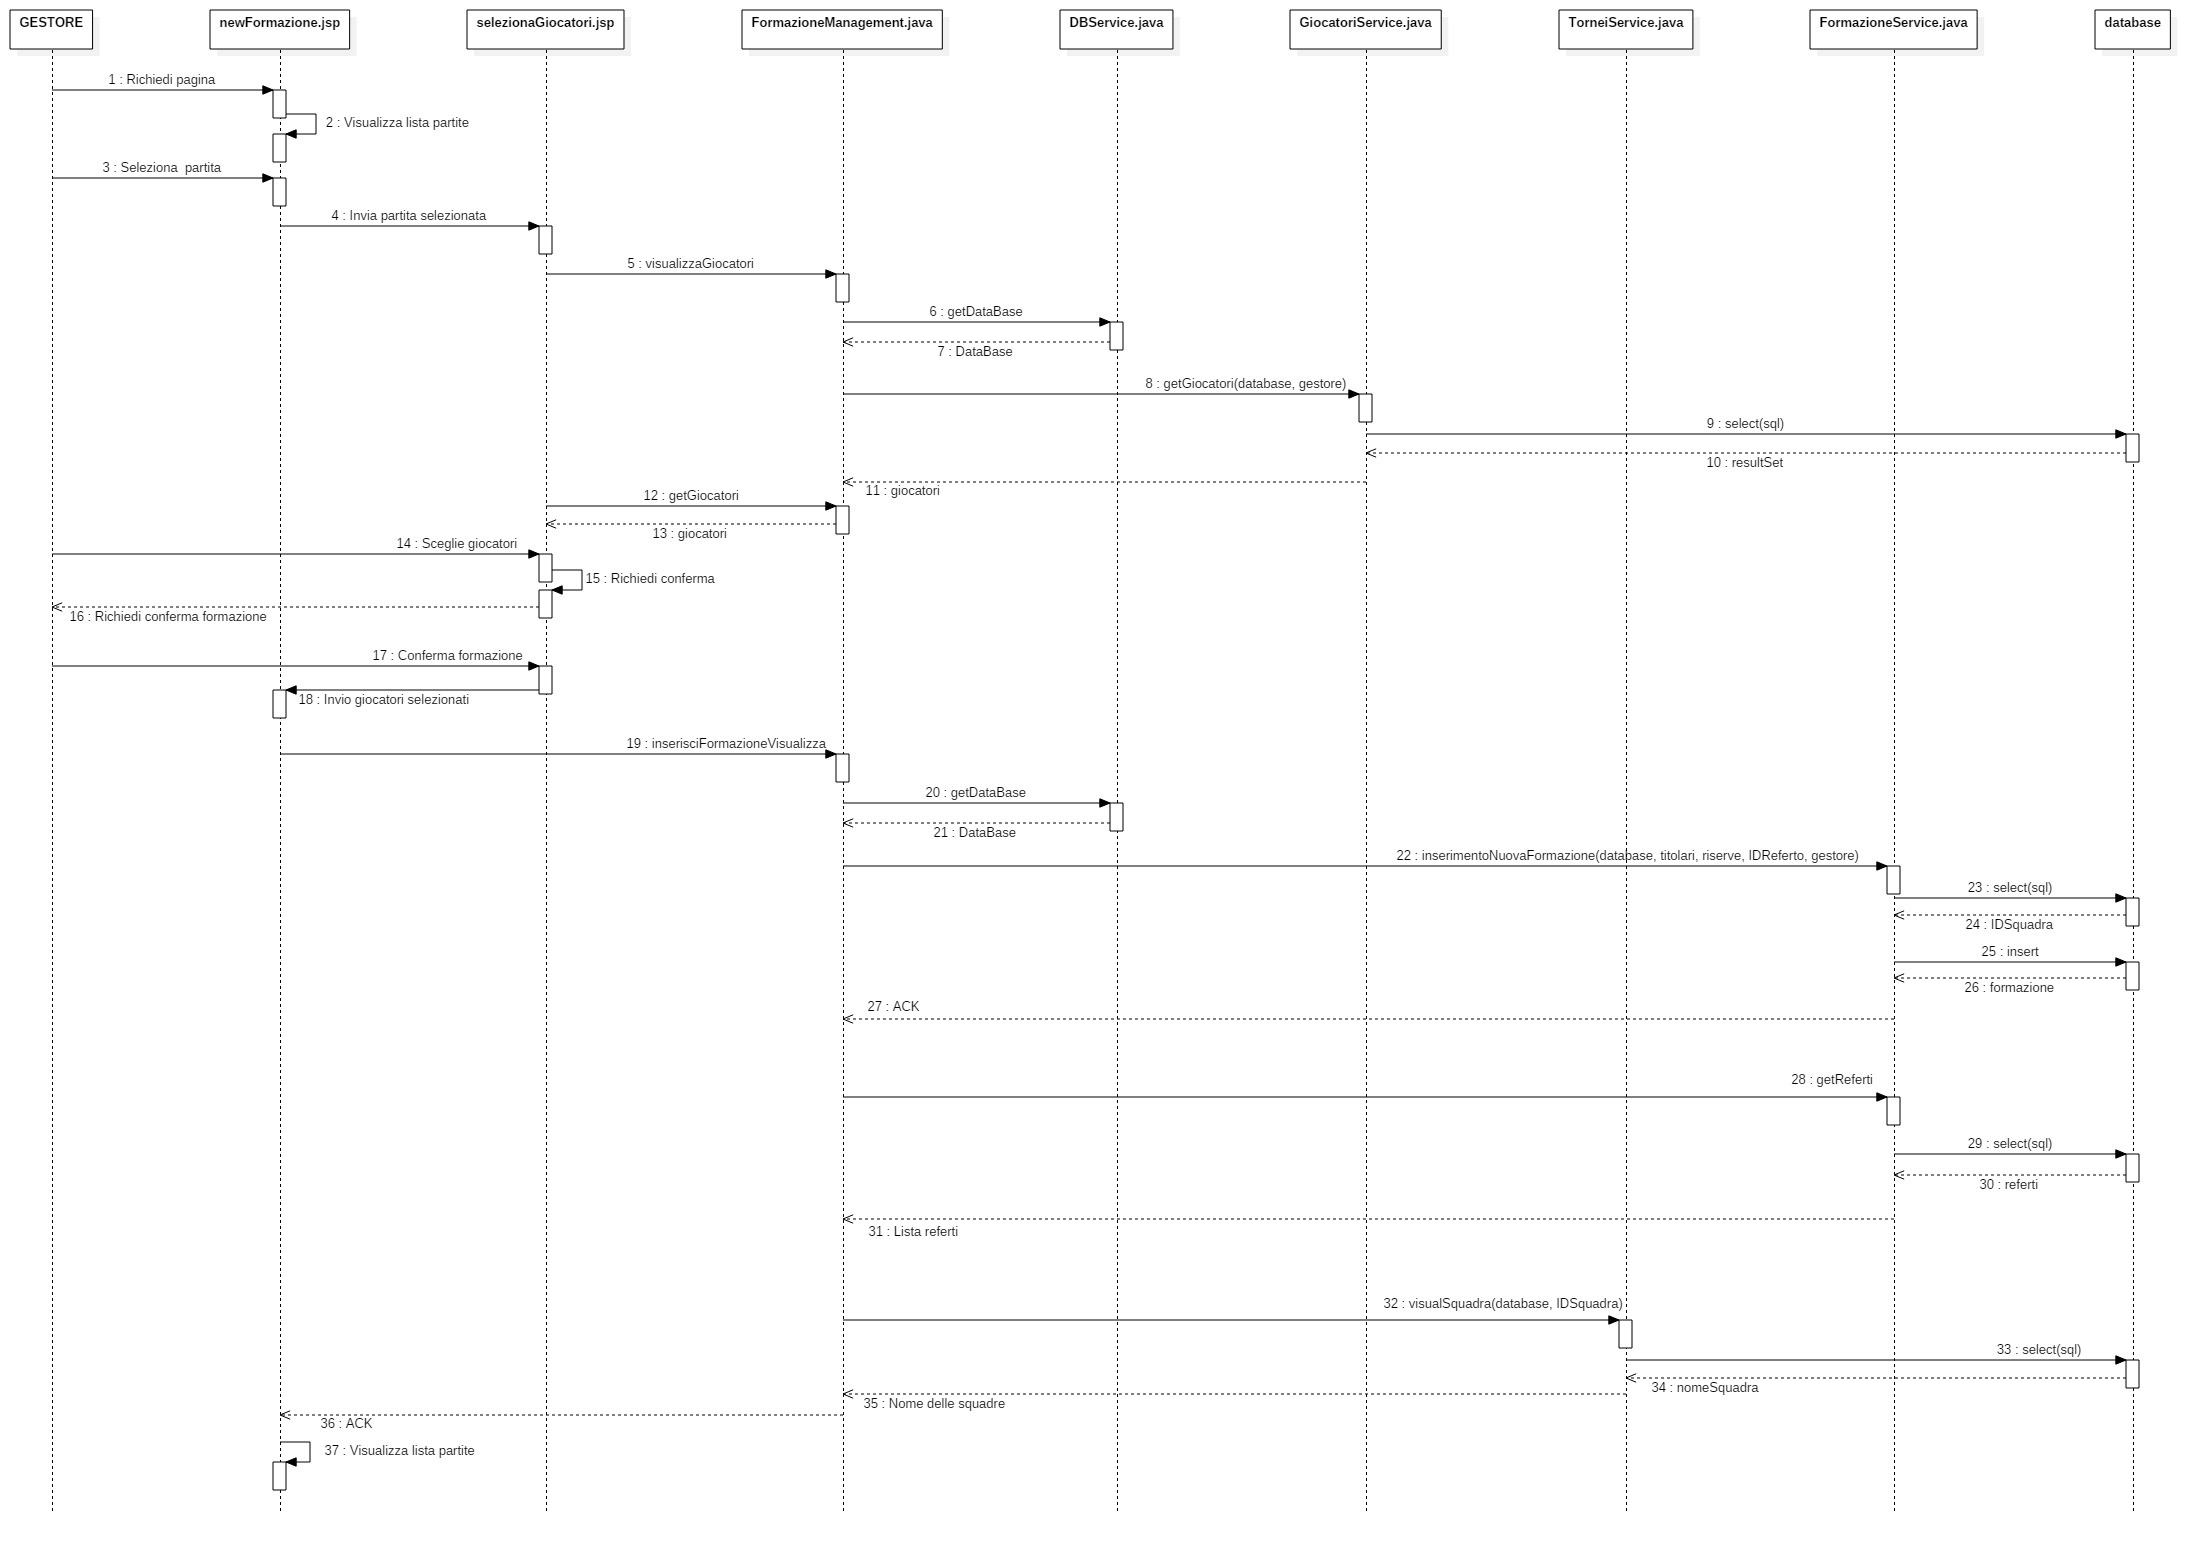 GESTORE
newFormazione.jsp
selezionaGiocatori.jsp
FormazioneManagement.java
DBService.java
GiocatoriService.java
TorneiService.java
FormazioneService.java
database
1 : Richiedi pagina
2 : Visualizza lista partite
3 : Seleziona  partita
4 : Invia partita selezionata
5 : visualizzaGiocatori
6 : getDataBase
7 : DataBase
8 : getGiocatori(database, gestore)
9 : select(sql)
10 : resultSet
11 : giocatori
12 : getGiocatori
13 : giocatori
14 : Sceglie giocatori
15 : Richiedi conferma
16 : Richiedi conferma formazione
17 : Conferma formazione
18 : Invio giocatori selezionati
19 : inserisciFormazioneVisualizza
20 : getDataBase
21 : DataBase
22 : inserimentoNuovaFormazione(database, titolari, riserve, IDReferto, gestore)
23 : select(sql)
24 : IDSquadra
25 : insert
26 : formazione
27 : ACK
28 : getReferti
29 : select(sql)
30 : referti
31 : Lista referti
32 : visualSquadra(database, IDSquadra)
33 : select(sql)
34 : nomeSquadra
35 : Nome delle squadre
36 : ACK
37 : Visualizza lista partite